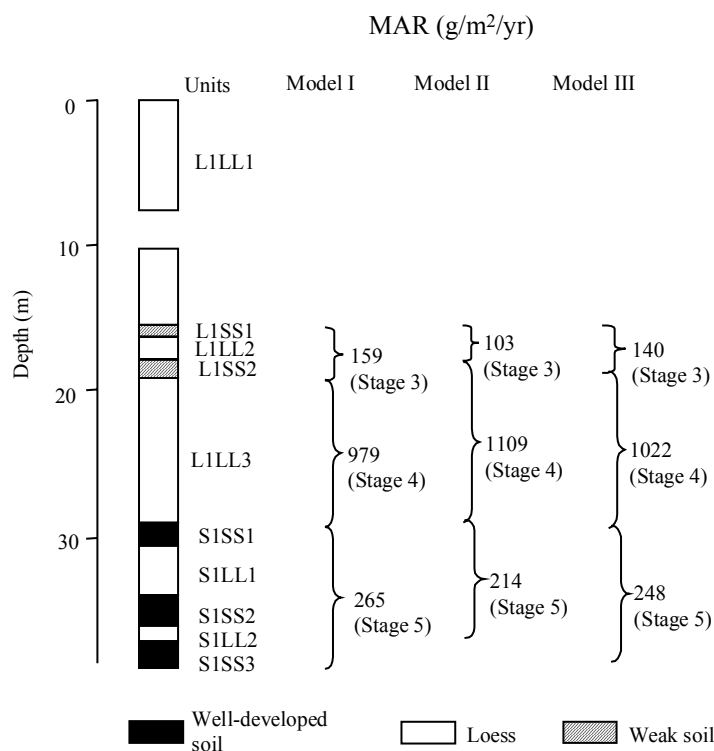 MAR (g/m²/yr)
Units Model I Model II Model III
0
L1LL1
10
Depth (m)
L1SS1
L1LL2
L1SS2
159
(Stage 3)
103
(Stage 3)
140
(Stage 3)
20
L1LL3
979
(Stage 4)
1109
(Stage 4)
1022
(Stage 4)
30
S1SS1
S1LL1
S1SS2
S1LL2
S1SS3
265
(Stage 5)
214
(Stage 5)
248
(Stage 5)
Well-developed
soil
Loess
Weak soil